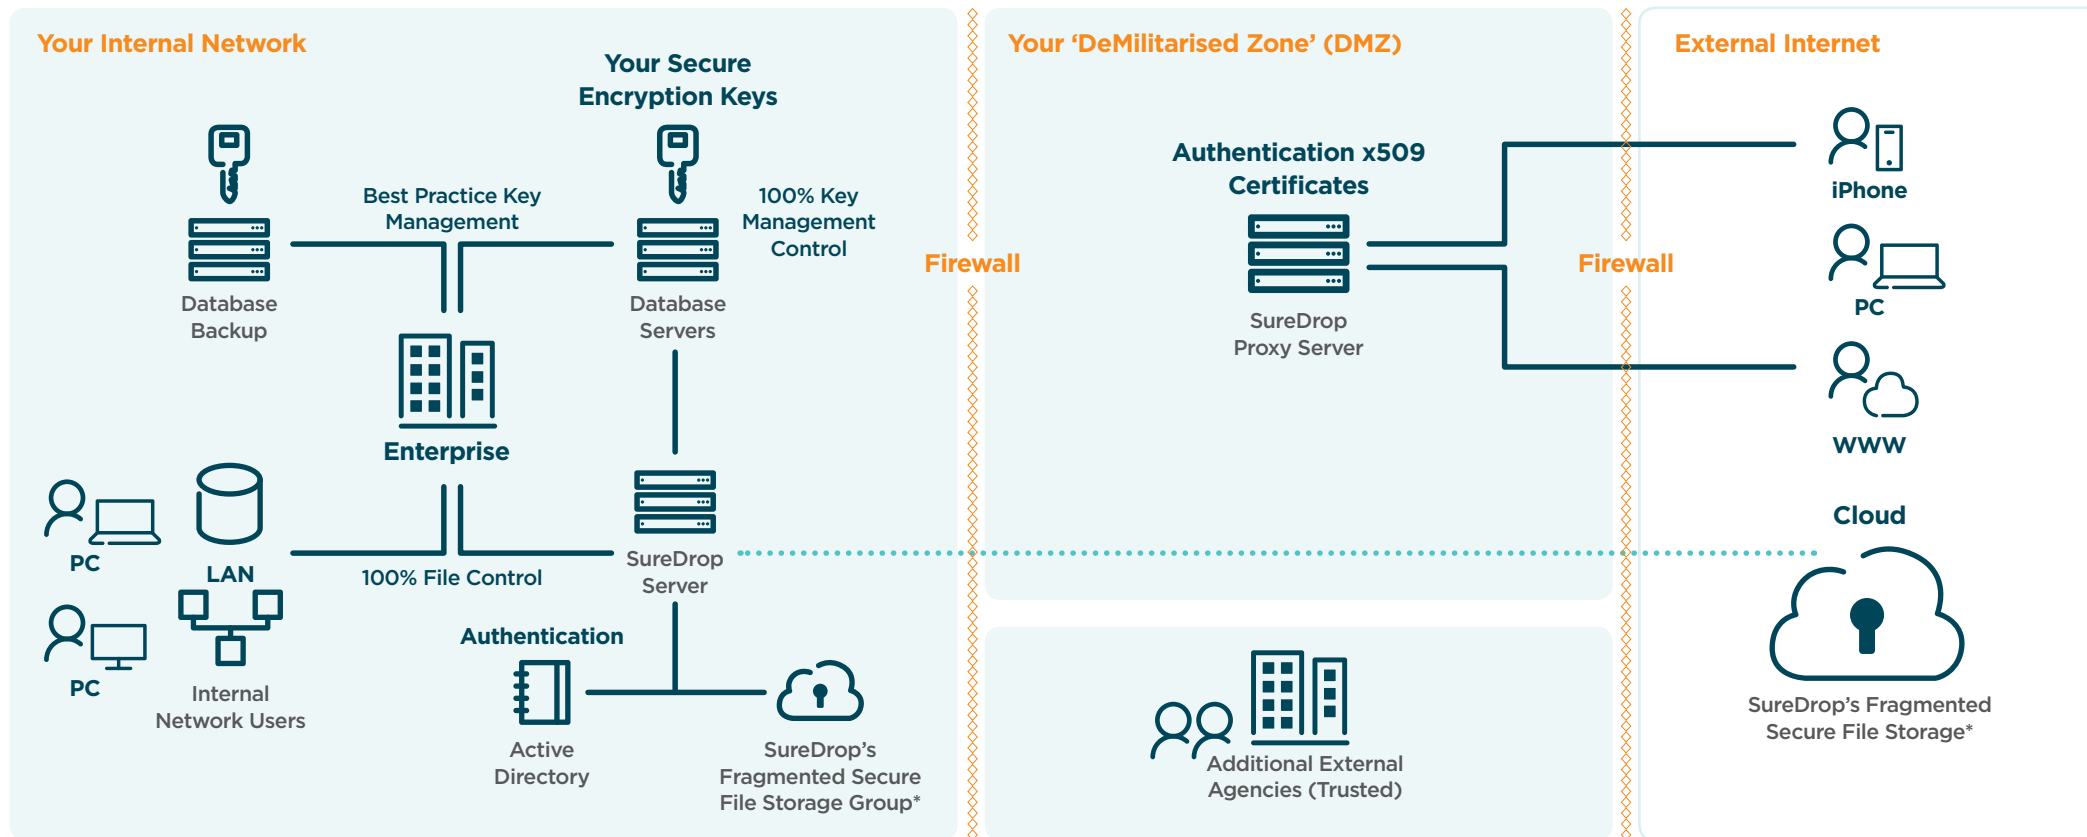 Your Internal Network
Your Secure
Encryption Keys
Best Practice Key
Management
100% Key
Management
Control
Database
Backup
Database
Servers
Enterprise
PC
LAN
100% File Control
SureDrop
Server
PC
Internal
Network Users
Authentication
Active
Directory
SureDrop's
Fragmented Secure
File Storage Group*
Firewall
Your ‘DeMilitarised Zone’ (DMZ)
Authentication x509
Certificates
SureDrop
Proxy Server
Additional External
Agencies (Trusted)
Firewall
External Internet
iPhone
PC
WWW
Cloud
SureDrop's Fragmented
Secure File Storage*